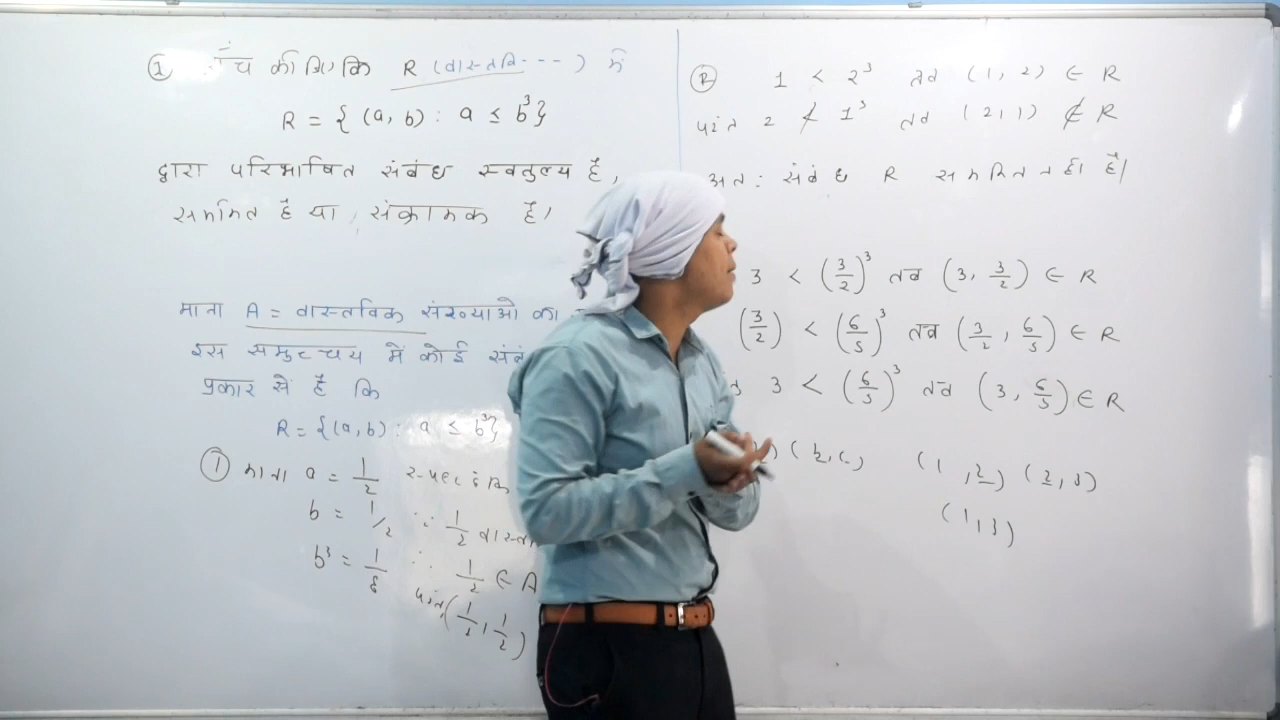 ① ाँच कीजिए कि R (वास्तवि---) में
R = { (a, b) : a ≤ b³}
द्वारा परिभाषित संबंध स्वतुल्य है,
सममित है या संक्रामक है।
माना A = वास्तविक संख्याओ का
इस समुच्चय में कोई संबं
प्रकार से है कि
R = {(a, b) : a ≤ b³}
① माना a = 1/2 स्पष्ट है कि
b = 1/2 ∵ 1/2 वास्त
b³ = 1/8 ∴ 1/2 ∈ A
(1/2, 1/2)
② 1 < 2³ तब (1, 2) ∈ R
परंतु 2 ≮ 1³ तब (2, 1) ∉ R
अत: संबंध R सममित नहीं है।
3 < (3/2)³ तब (3, 3/2) ∈ R
(3/2) < (6/5)³ तब (3/2, 6/5) ∈ R
3 < (6/5)³ तब (3, 6/5) ∈ R
) (b, c) (1, 2) (2, 3)
(1, 3)